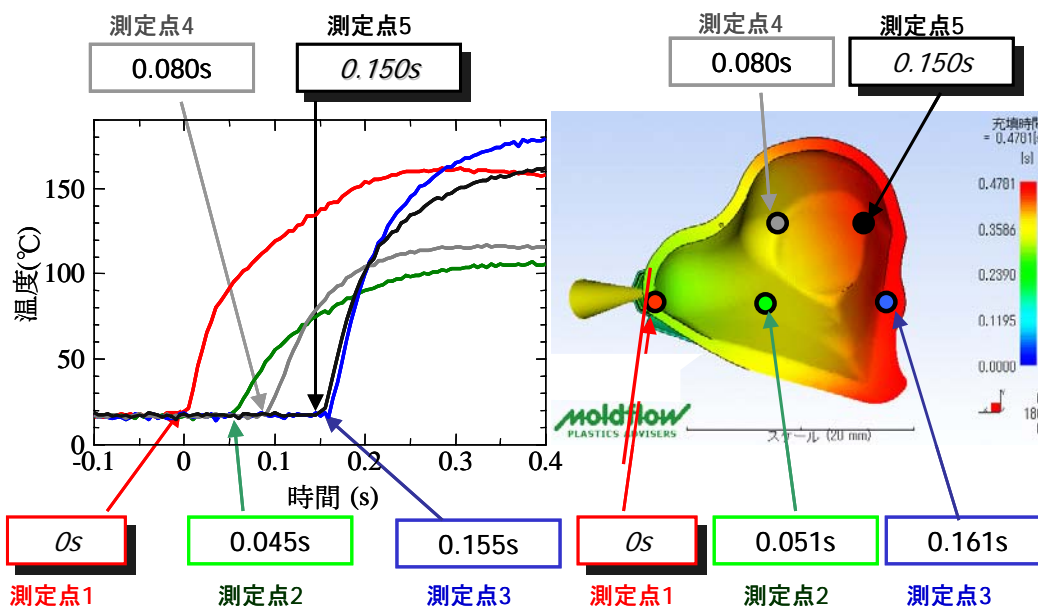 測定点4
測定点5
0.080s
0.150s
測定点4
測定点5
0.080s
0.150s
温度(℃)
150
100
50
0
-0.1
0
0.1
0.2
0.3
0.4
時間 (s)
充填時間
= 0.4781[s
[s]
0.4781
0.3586
0.2390
0.1195
0.0000
180
moldflow
PLASTICS ADVISERS
スケール (20 mm)
0s
0.045s
0.155s
測定点1
測定点2
測定点3
0s
0.051s
0.161s
測定点1
測定点2
測定点3